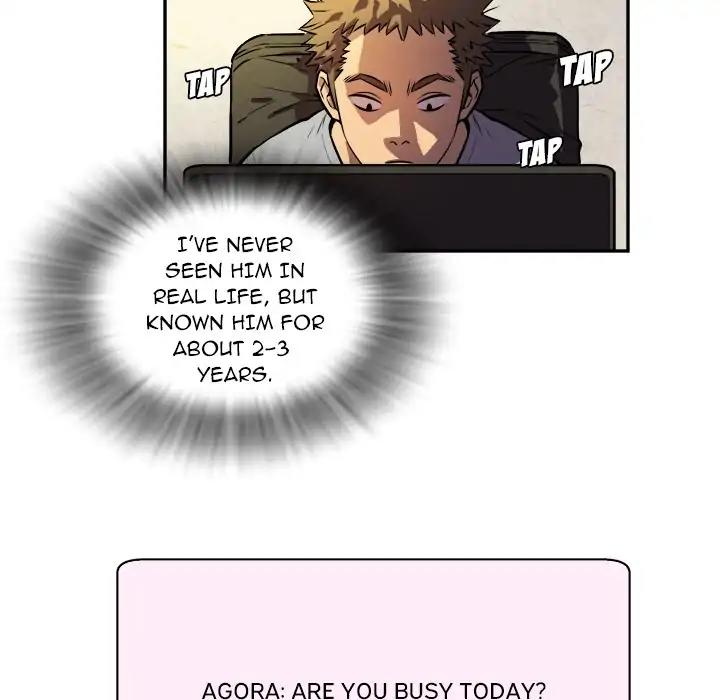 TAP
TAP
TAP
I'VE NEVER
SEEN HIM IN
REAL LIFE, BUT
KNOWN HIM FOR
ABOUT 2-3
YEARS.
AGORA: ARE YOU BUSY TODAY?